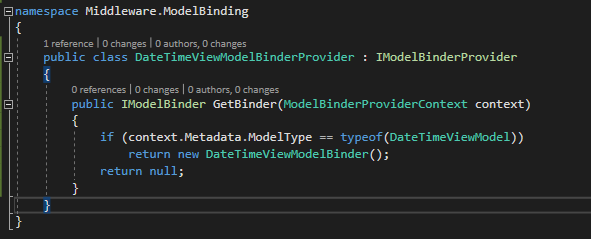 namespace Middleware.ModelBinding
{
1 reference | 0 changes | 0 authors, 0 changes
public class DateTimeViewModelBinderProvider : IModelBinderProvider
{
0 references | 0 changes | 0 authors, 0 changes
public IModelBinder GetBinder(ModelBinderProviderContext context)
{
if (context.Metadata.ModelType == typeof(DateTimeViewModel))
return new DateTimeViewModelBinder();
return null;
}
}
}